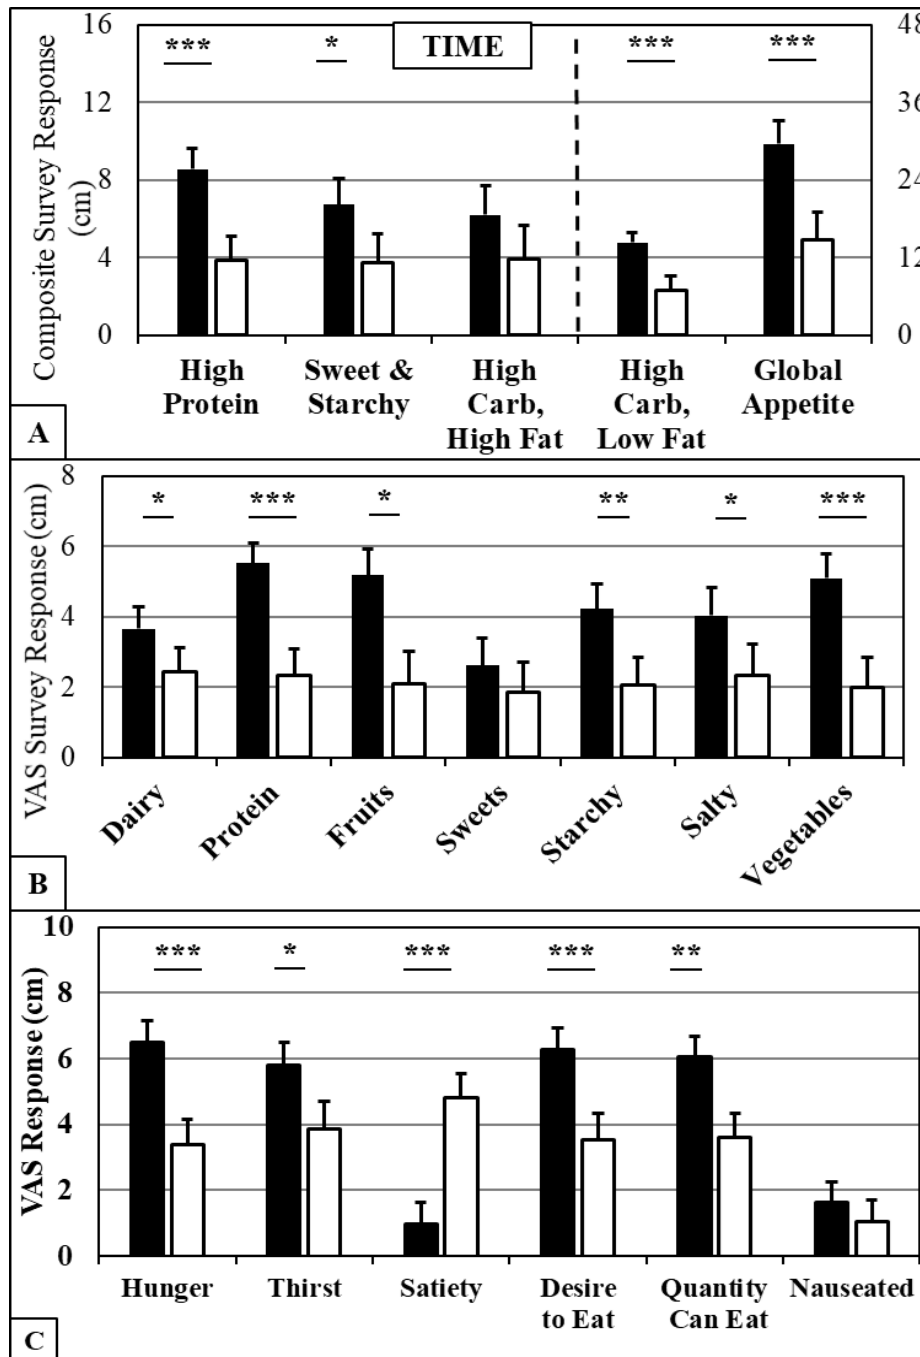 16
12
8
4
0
Composite Survey Response
(cm)
***
*
TIME
***
***
48
36
24
12
0
High
Protein
Sweet &
Starchy
High
Carb,
High Fat
High
Carb,
Low Fat
Global
Appetite
A
8
6
4
2
0
VAS Survey Response (cm)
*
***
*
**
*
***
Dairy
Protein
Fruits
Sweets
Starchy
Salty
Vegetables
B
10
8
6
4
2
0
VAS Response (cm)
***
*
***
***
**
Hunger
Thirst
Satiety
Desire
to Eat
Quantity
Can Eat
Nauseated
C